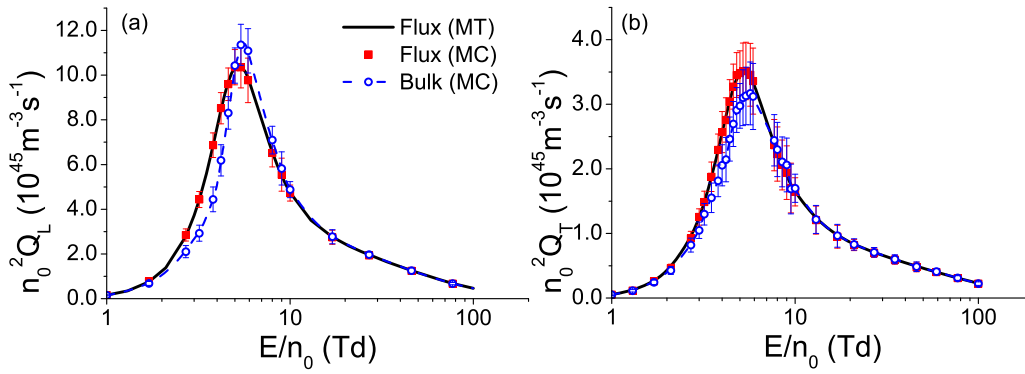 (a)
Flux (MT)
Flux (MC)
Bulk (MC)
12.0
10.0
8.0
6.0
4.0
2.0
0.0
n₀²Q_L (10⁴⁵m⁻³s⁻¹)
1 10 100
E/n₀ (Td)
(b)
4.0
3.0
2.0
1.0
0.0
n₀²Q_T (10⁴⁵m⁻³s⁻¹)
1 10 100
E/n₀ (Td)